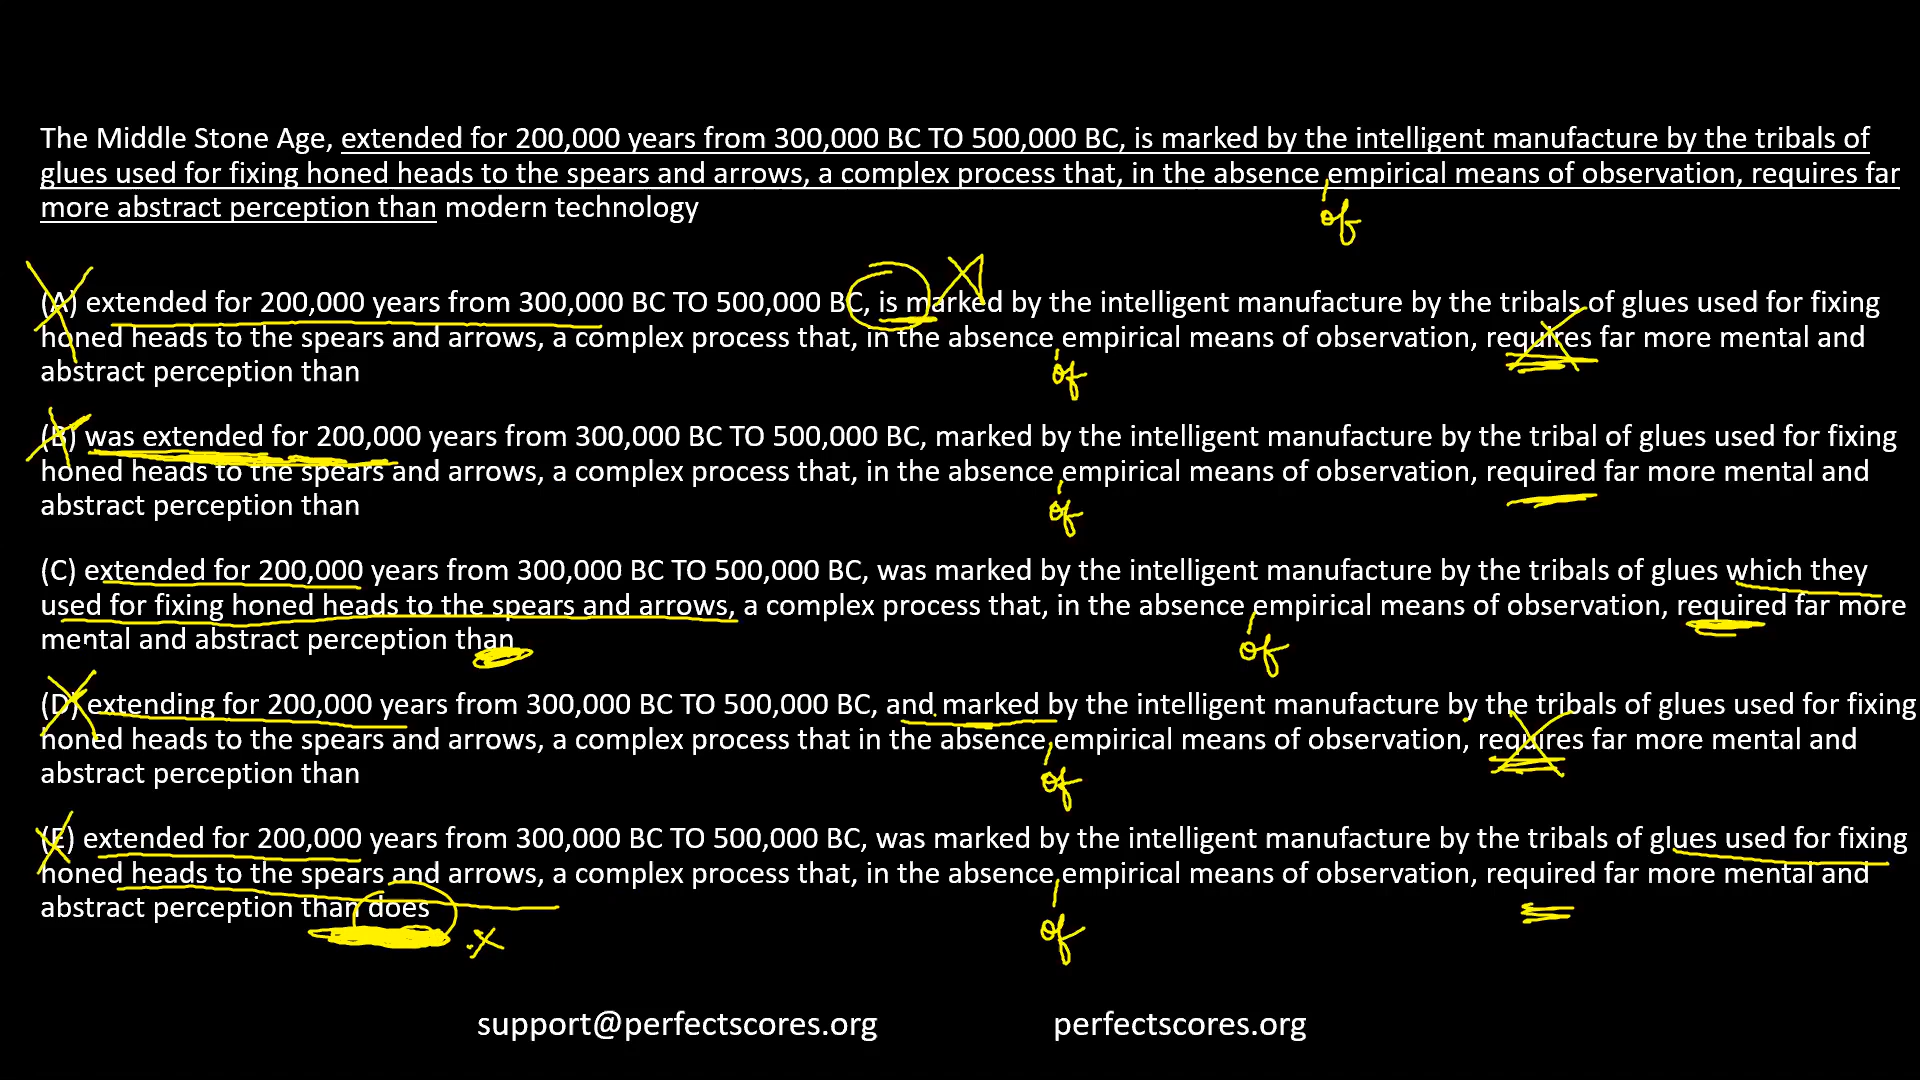 The Middle Stone Age, extended for 200,000 years from 300,000 BC TO 500,000 BC, is marked by the intelligent manufacture by the tribals of
glues used for fixing honed heads to the spears and arrows, a complex process that, in the absence empirical means of observation, requires far
more abstract perception than modern technology
of
(A) extended for 200,000 years from 300,000 BC TO 500,000 BC, is marked by the intelligent manufacture by the tribals of glues used for fixing
honed heads to the spears and arrows, a complex process that, in the absence empirical means of observation, requires far more mental and
abstract perception than
of
(B) was extended for 200,000 years from 300,000 BC TO 500,000 BC, marked by the intelligent manufacture by the tribal of glues used for fixing
honed heads to the spears and arrows, a complex process that, in the absence empirical means of observation, required far more mental and
abstract perception than
of
(C) extended for 200,000 years from 300,000 BC TO 500,000 BC, was marked by the intelligent manufacture by the tribals of glues which they
used for fixing honed heads to the spears and arrows, a complex process that, in the absence empirical means of observation, required far more
mental and abstract perception than
of
(D) extending for 200,000 years from 300,000 BC TO 500,000 BC, and marked by the intelligent manufacture by the tribals of glues used for fixing
honed heads to the spears and arrows, a complex process that in the absence empirical means of observation, requires far more mental and
abstract perception than
of
(E) extended for 200,000 years from 300,000 BC TO 500,000 BC, was marked by the intelligent manufacture by the tribals of glues used for fixing
honed heads to the spears and arrows, a complex process that, in the absence empirical means of observation, required far more mental and
abstract perception than does
of
support@perfectscores.org
perfectscores.org